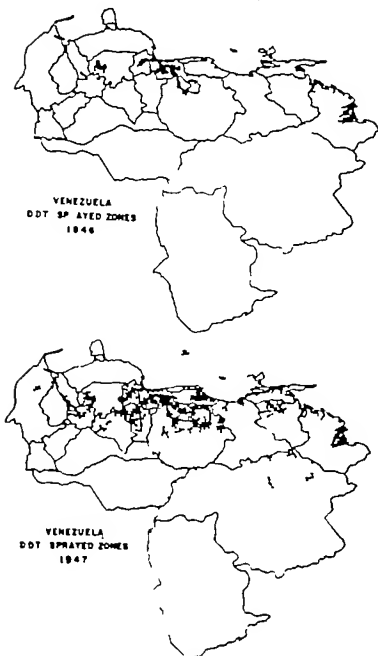 VENEZUELA
DDT SP AYED ZONES
1946
VENEZUELA
DDT SPRAYED ZONES
1947